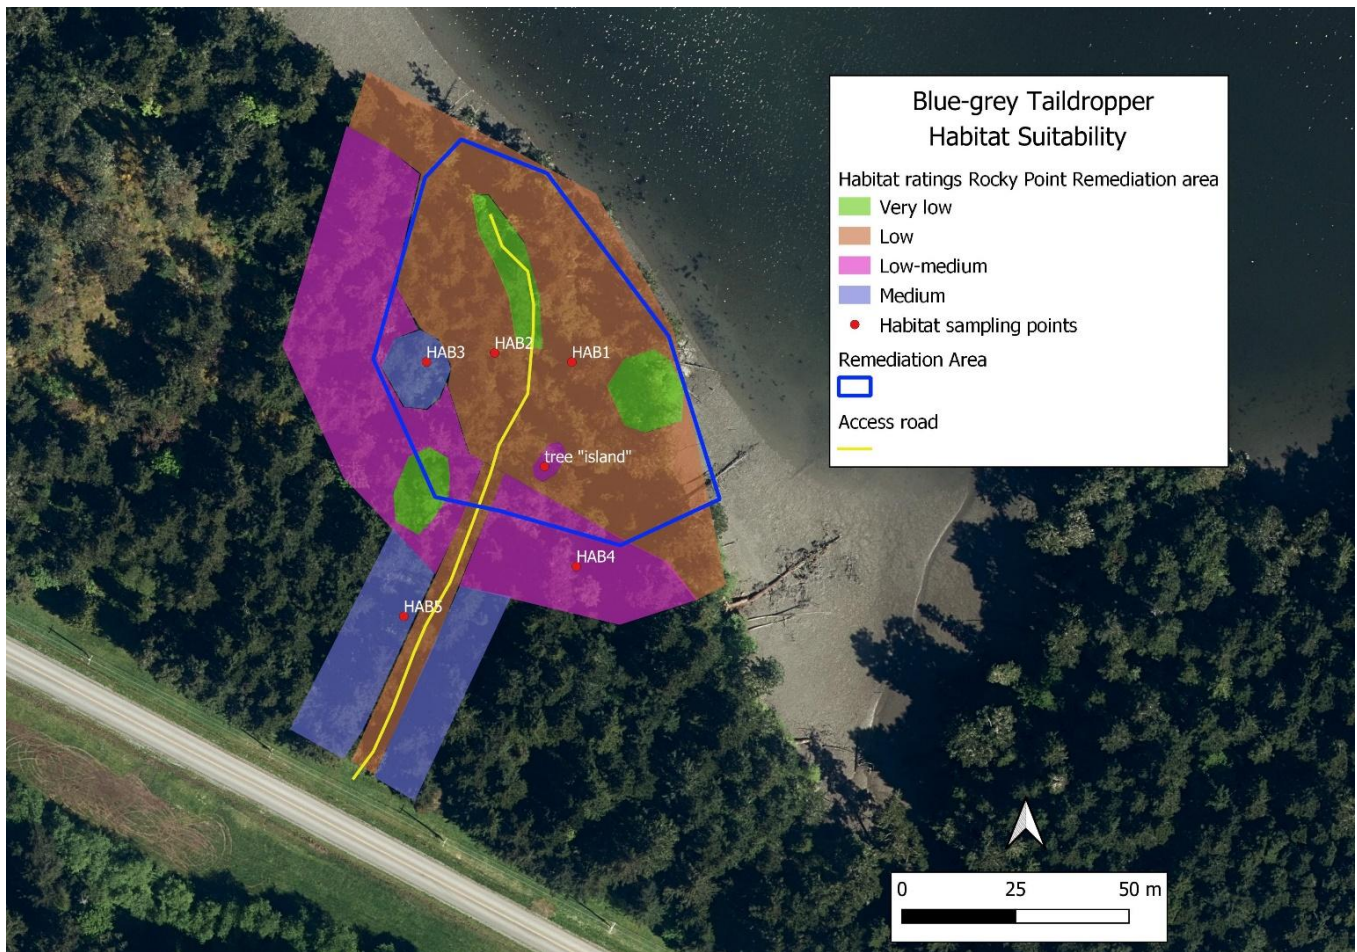 Blue-grey Taildropper
Habitat Suitability
Habitat ratings Rocky Point Remediation area
Very low
Low
Low-medium
Medium
Habitat sampling points
Remediation Area
Access road
HAB3
HAB2
HAB1
tree "island"
HAB4
HAB5
0 25 50 m